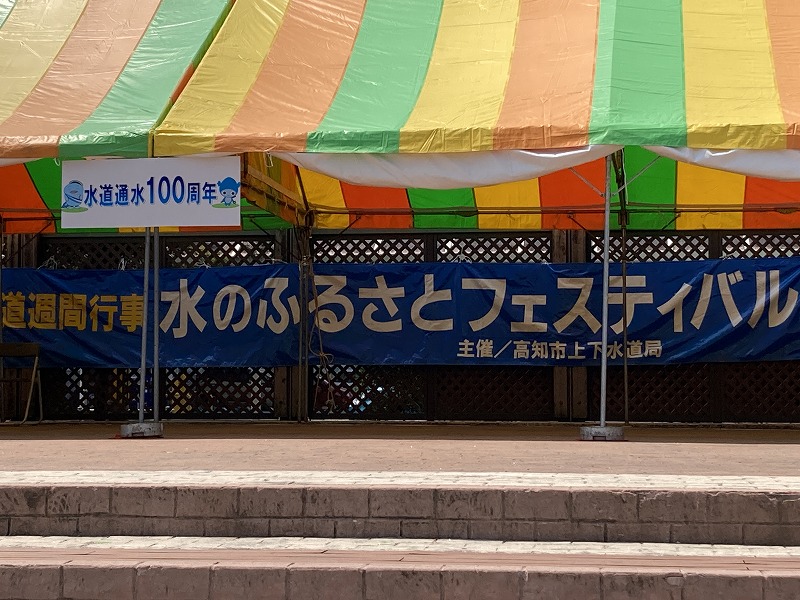 水道通水100周年
道週間行事 水のふるさとフェスティバル
主催/高知市上下水道局